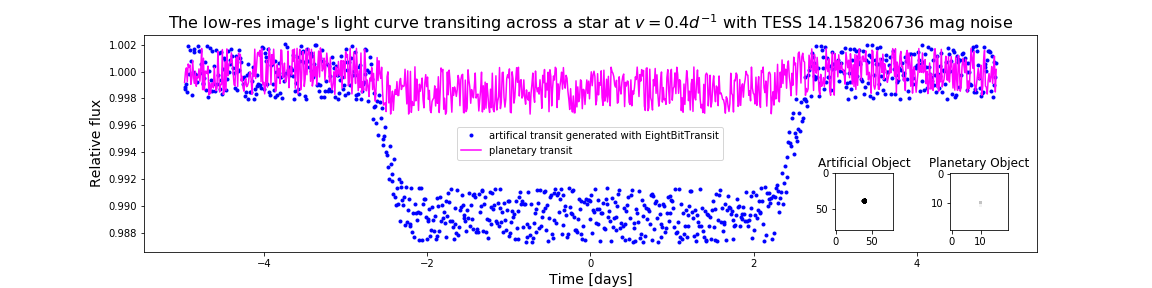 The low-res image's light curve transiting across a star at v = 0.4d⁻¹ with TESS 14.158206736 mag noise
Relative flux
1.002
1.000
0.998
0.996
0.994
0.992
0.990
0.988
artifical transit generated with EightBitTransit
planetary transit
Artificial Object
0
50
0 50
Planetary Object
0
10
0 10
−4 −2 0 2 4
Time [days]